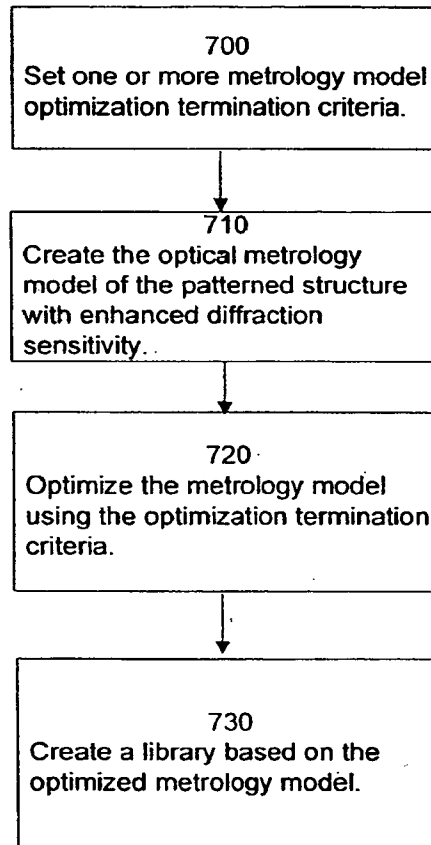 700
Set one or more metrology model
optimization termination criteria.
710
Create the optical metrology
model of the patterned structure
with enhanced diffraction
sensitivity.
720
Optimize the metrology model
using the optimization termination
criteria.
730
Create a library based on the
optimized metrology model.